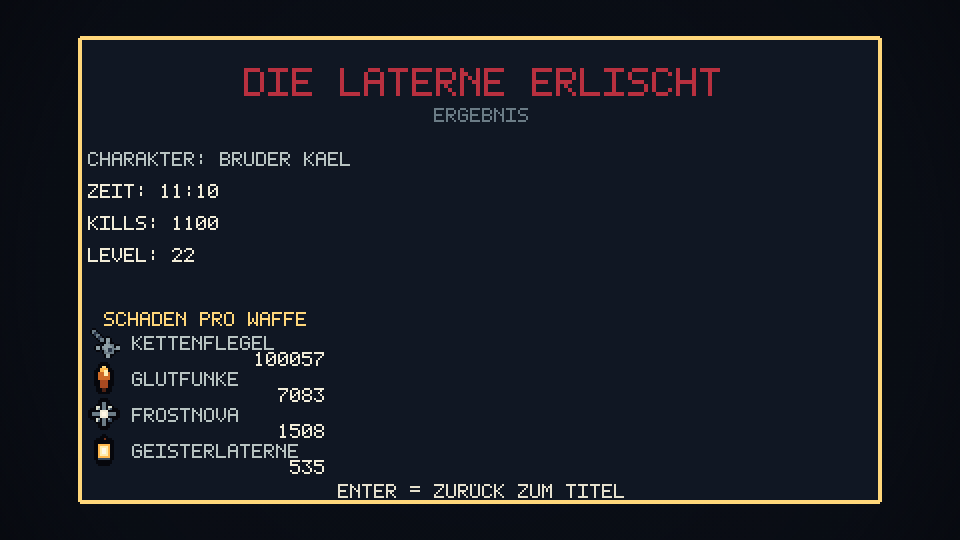 DIE LATERNE ERLISCHT
ERGEBNIS
CHARAKTER: BRUDER KAEL
ZEIT: 11:10
KILLS: 1100
LEVEL: 22
SCHADEN PRO WAFFE
KETTENFLEGEL
100057
GLUTFUNKE
7083
FROSTNOVA
1508
GEISTERLATERNE
535
ENTER = ZURÜCK ZUM TITEL